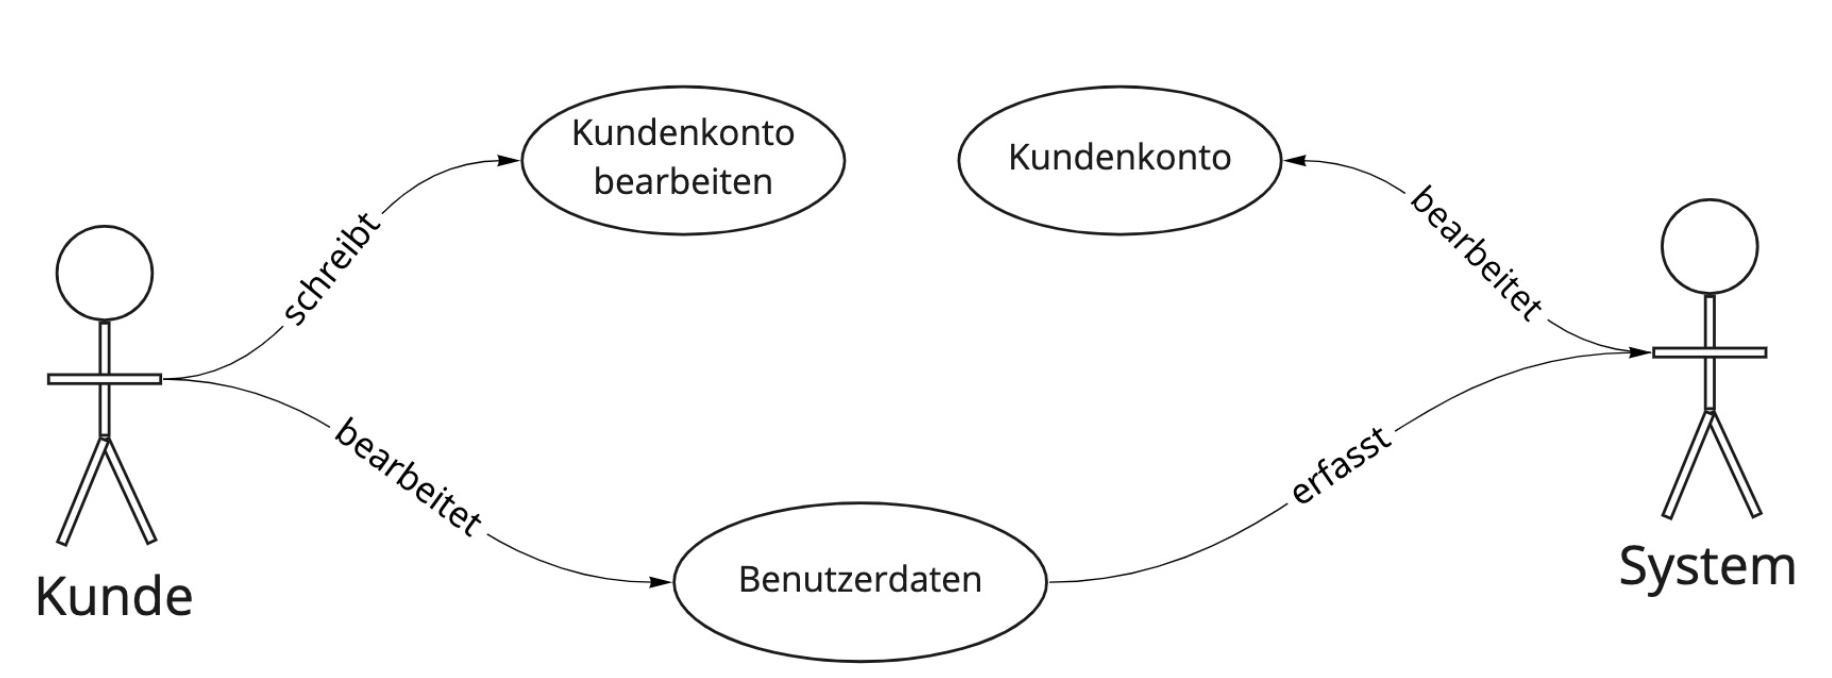 Kundenkonto
bearbeiten
Kundenkonto
schreibt
bearbeitet
bearbeitet
erfasst
Benutzerdaten
Kunde
System